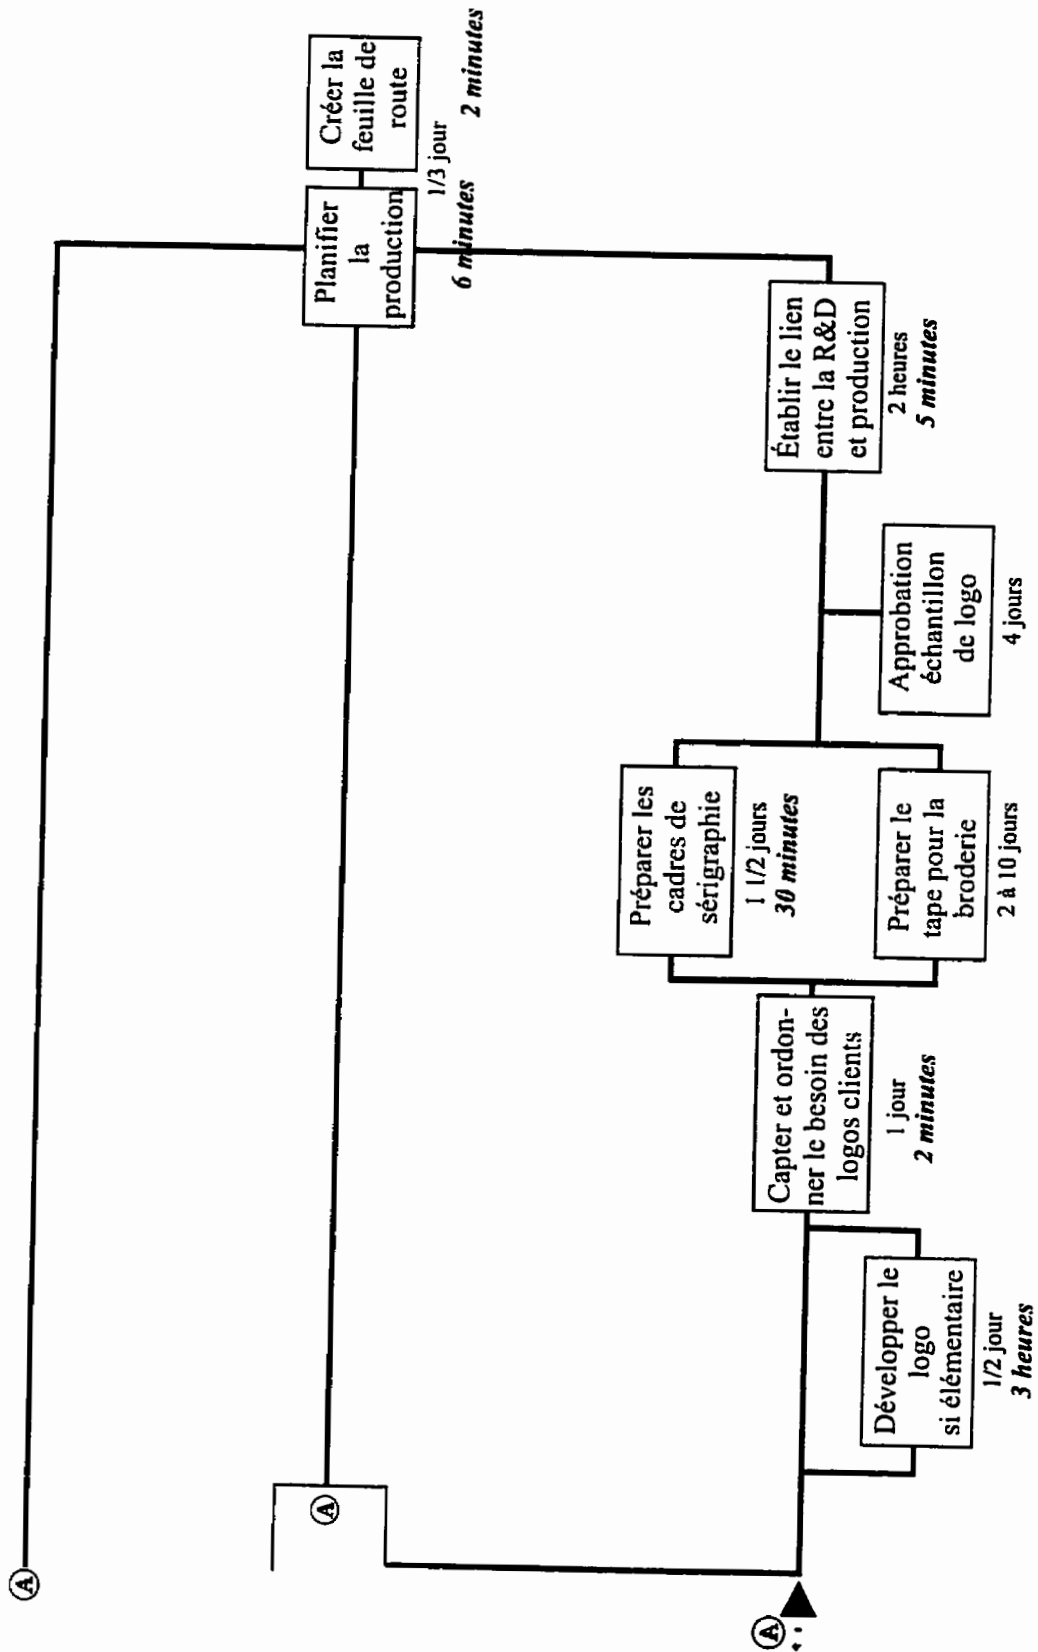 Ⓐ
Créer la
feuille de
route
Planifier
la
production
1/3 jour
6 minutes
2 minutes
Ⓐ
Établir le lien
entre la R&D
et production
2 heures
5 minutes
Approbation
échantillon
de logo
4 jours
Préparer les
cadres de
sérigraphie
1 1/2 jours
30 minutes
Préparer le
tape pour la
broderie
2 à 10 jours
Capter et ordon-
ner le besoin des
logos clients
1 jour
2 minutes
Développer le
logo
si élémentaire
1/2 jour
3 heures
Ⓐ